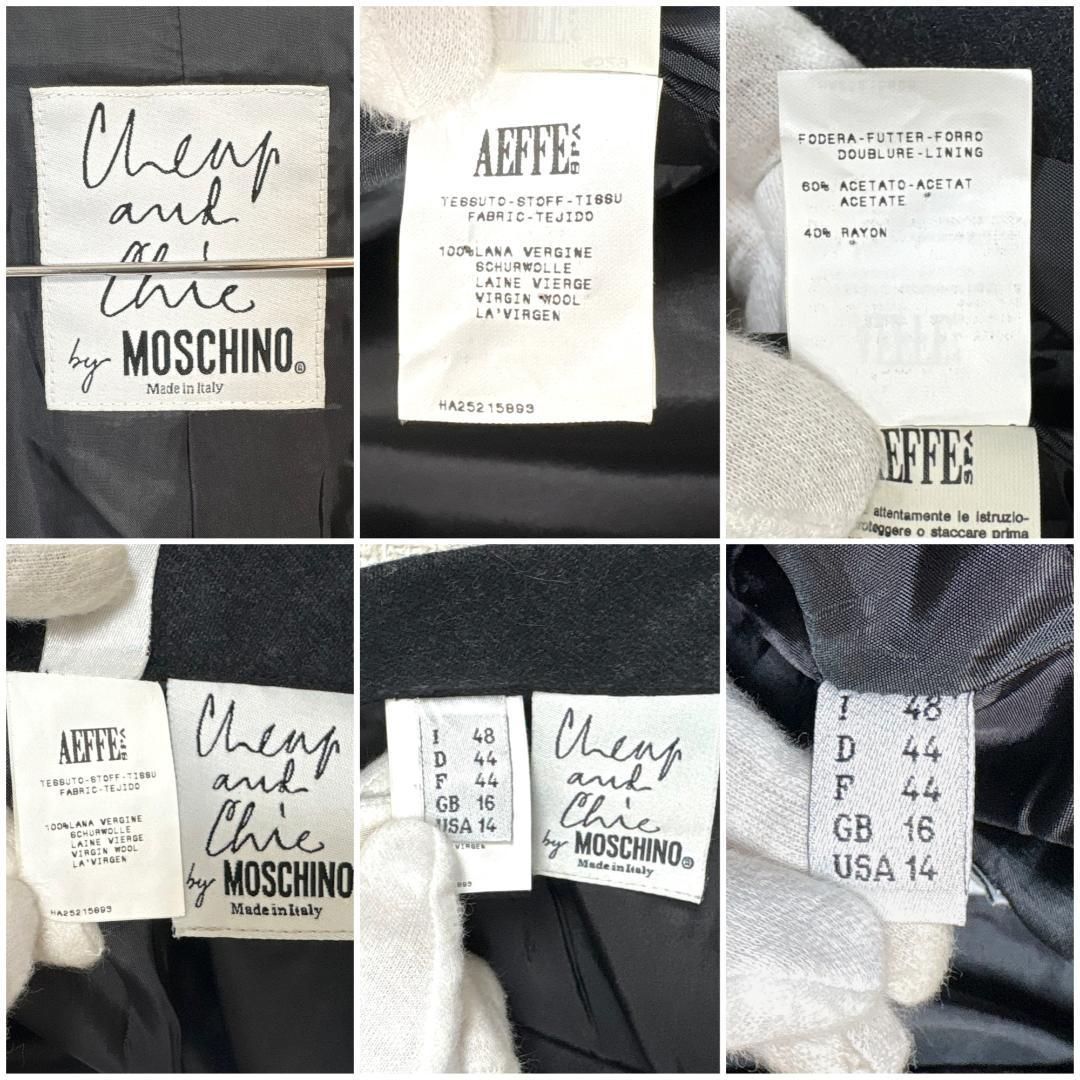 Cheap
and
Chic
by MOSCHINO®
Made in Italy
AEFFE SPA
TESSUTO-STOFF-TISSU
FABRIC-TEJIDO
100%LANA VERGINE
SCHURWOLLE
LAINE VIERGE
VIRGIN WOOL
LA'VIRGEN
HA25215893
FODERA-FUTTER-FORRO
DOUBLURE-LINING
60% ACETATO-ACETAT
ACETATE
40% RAYON
AEFFE SPA
attentamente le istruzio-
proteggere o staccare prima
AEFFE SPA
TESSUTO-STOFF-TISSU
FABRIC-TEJIDO
100%LANA VERGINE
SCHURWOLLE
LAINE VIERGE
VIRGIN WOOL
LA'VIRGEN
HA25215893
Cheap
and
Chic
by MOSCHINO
Made in Italy
I 48
D 44
F 44
GB 16
USA 14
Cheap
and
Chic
by MOSCHINO®
Made in Italy
I 48
D 44
F 44
GB 16
USA 14